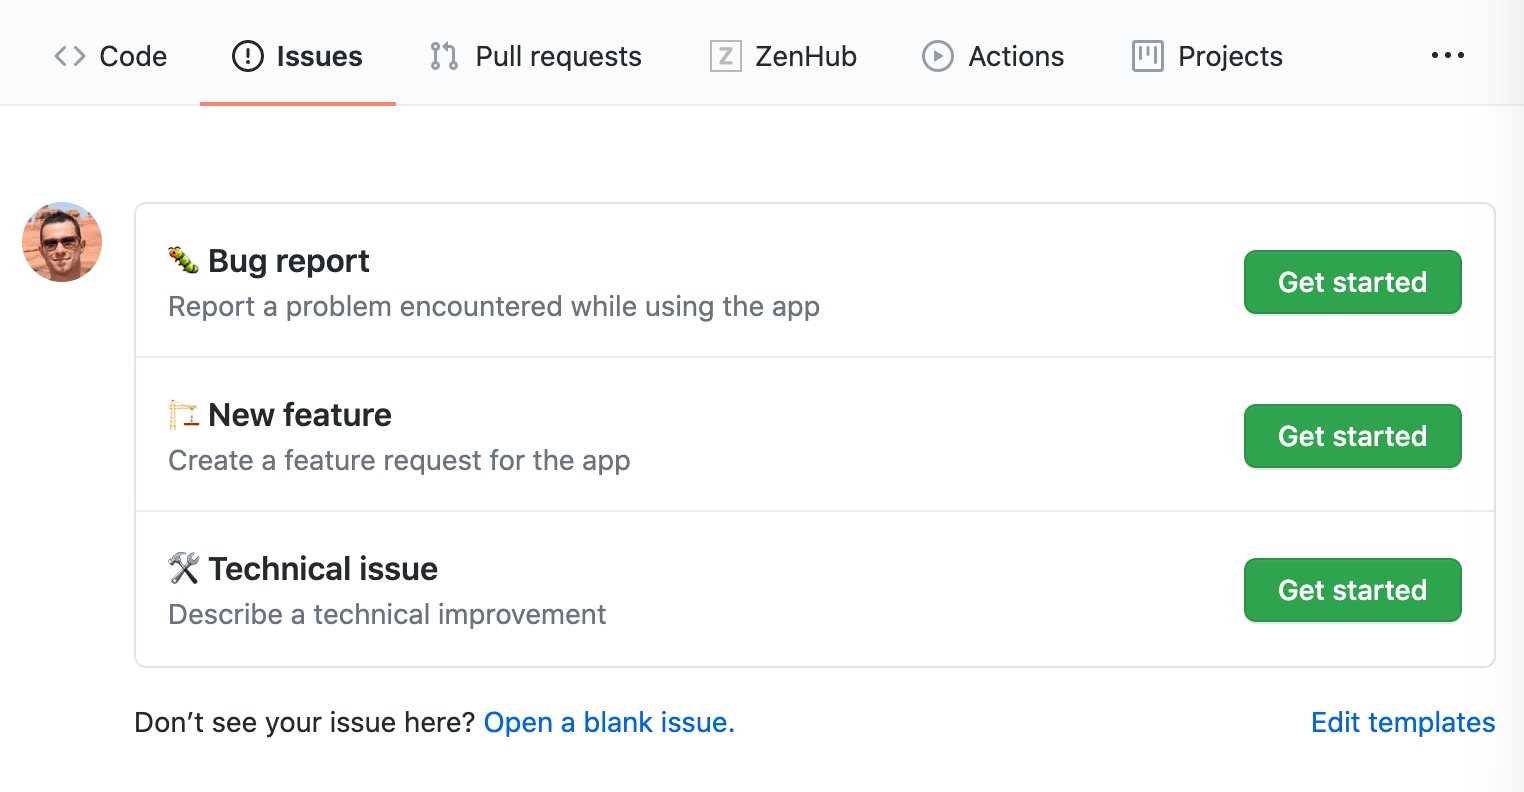 <> Code Issues Pull requests Z ZenHub Actions Projects ...
🐛 Bug report
Report a problem encountered while using the app
Get started
🏗️ New feature
Create a feature request for the app
Get started
🛠️ Technical issue
Describe a technical improvement
Get started
Don’t see your issue here? Open a blank issue. Edit templates